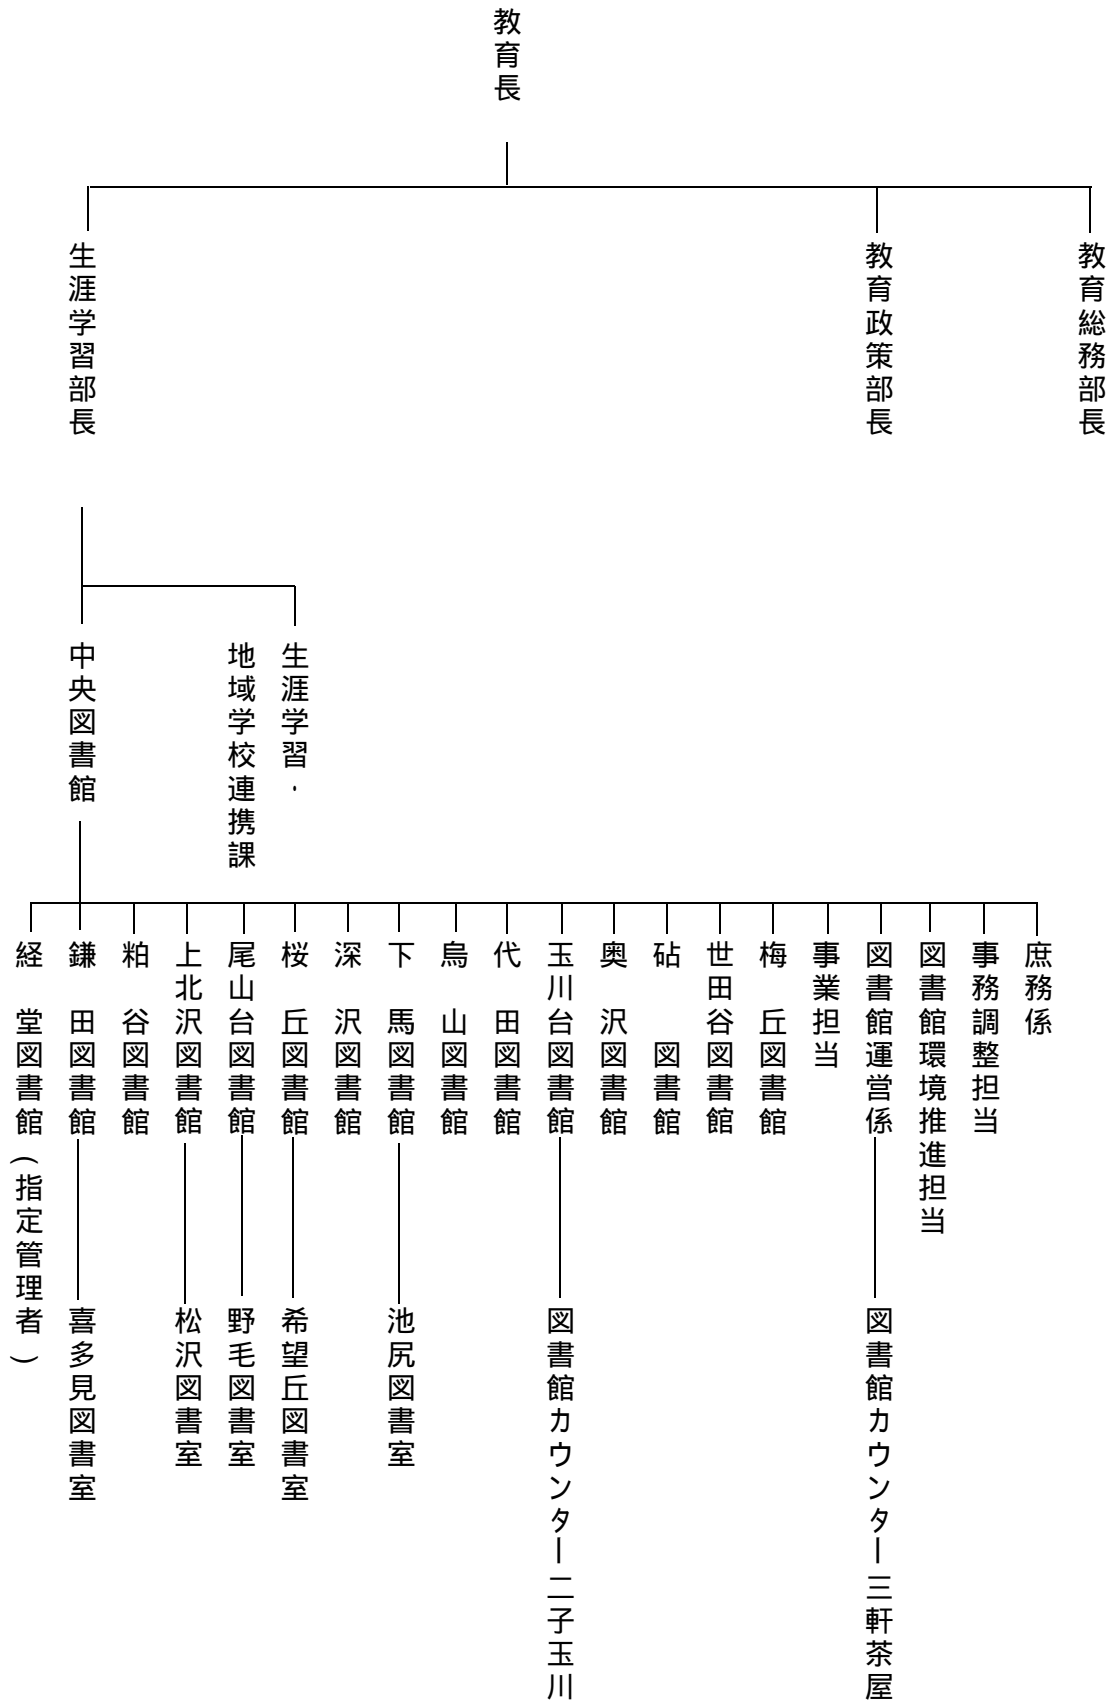 教育長
教育総務部長
教育政策部長
生涯学習部長
生涯学習・
地域学校連携課
中央図書館
庶務係
事務調整担当
図書館環境推進担当
図書館運営係
事業担当
梅　丘図書館
世田谷図書館
砧　　図書館
奥　沢図書館
玉川台図書館
代　田図書館
烏　山図書館
下　馬図書館
深　沢図書館
桜　丘図書館
尾山台図書館
上北沢図書館
粕　谷図書館
鎌　田図書館
経　堂図書館(指定管理者)
図書館カウンター三軒茶屋
図書館カウンター二子玉川
池尻図書室
希望丘図書室
野毛図書室
松沢図書室
喜多見図書室